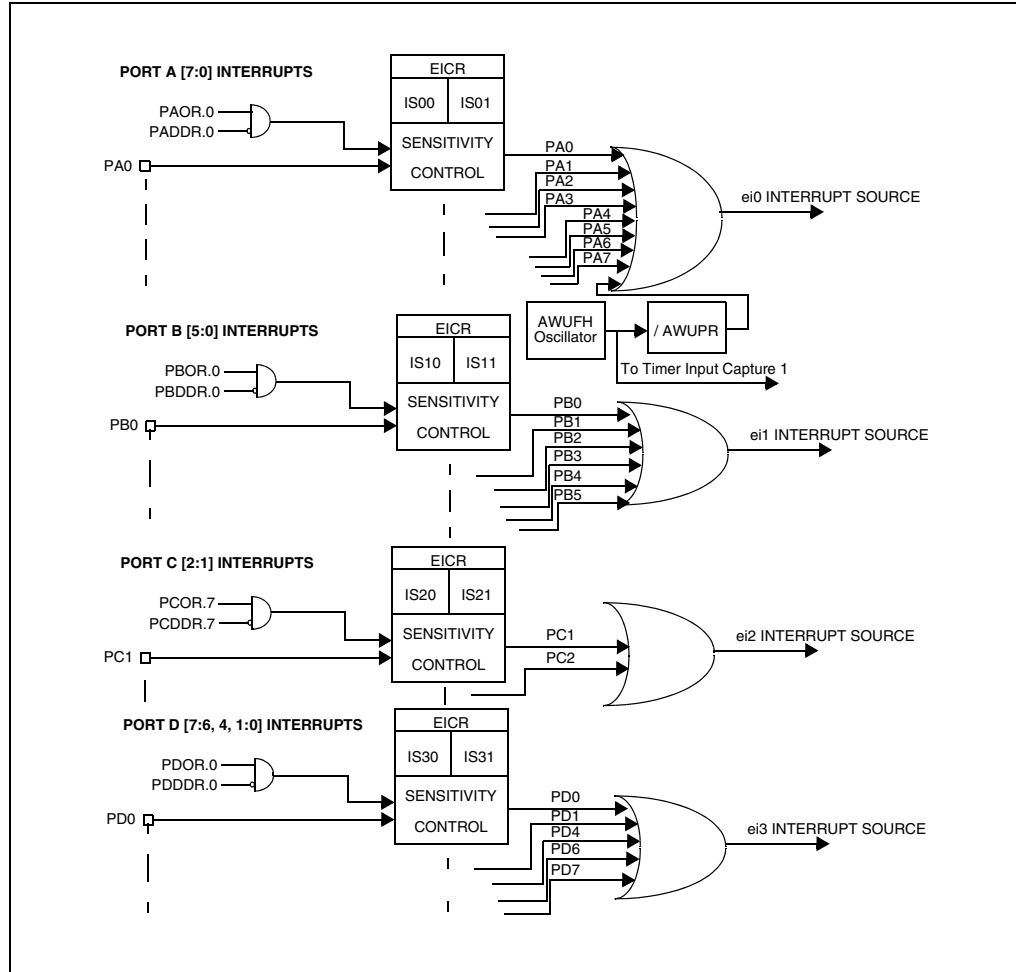 PORT A [7:0] INTERRUPTS
EICR
IS00 IS01
PAOR.0
PADDR.0
SENSITIVITY
CONTROL
PA0
PA0
PA1
PA2
PA3
PA4
PA5
PA6
PA7
ei0 INTERRUPT SOURCE
AWUFH
Oscillator
/ AWUPR
To Timer Input Capture 1
PORT B [5:0] INTERRUPTS
EICR
IS10 IS11
PBOR.0
PBDDR.0
SENSITIVITY
CONTROL
PB0
PB0
PB1
PB2
PB3
PB4
PB5
ei1 INTERRUPT SOURCE
PORT C [2:1] INTERRUPTS
EICR
IS20 IS21
PCOR.7
PCDDR.7
SENSITIVITY
CONTROL
PC1
PC1
PC2
ei2 INTERRUPT SOURCE
PORT D [7:6, 4, 1:0] INTERRUPTS
EICR
IS30 IS31
PDOR.0
PDDDR.0
SENSITIVITY
CONTROL
PD0
PD0
PD1
PD4
PD6
PD7
ei3 INTERRUPT SOURCE